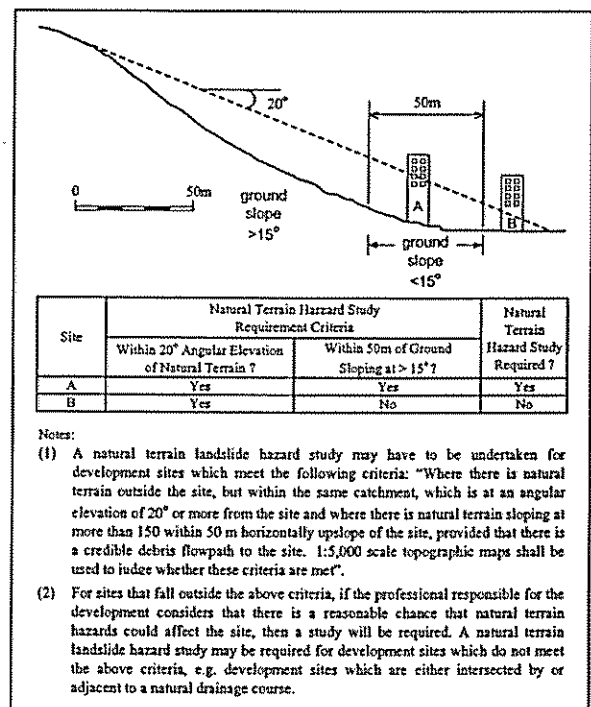 20°
50m
0 50m
ground
slope
>15°
A
B
ground
slope
<15°
Site
Natural Terrain Hazzard Study
Requirement Criteria
Natural
Terrain
Hazard Study
Required ?
Within 20° Angular Elevation
of Natural Terrain ?
Within 50m of Ground
Sloping at > 15° ?
A Yes Yes Yes
B Yes No No
Notes:
(1) A natural terrain landslide hazard study may have to be undertaken for
development sites which meet the following criteria: “Where there is natural
terrain outside the site, but within the same catchment, which is at an angular
elevation of 20° or more from the site and where there is natural terrain sloping at
more than 150 within 50 m horizontally upslope of the site, provided that there is
a credible debris flowpath to the site. 1:5,000 scale topographic maps shall be
used to judge whether these criteria are met”.
(2) For sites that fall outside the above criteria, if the professional responsible for the
development considers that there is a reasonable chance that natural terrain
hazards could affect the site, then a study will be required. A natural terrain
landslide hazard study may be required for development sites which do not meet
the above criteria, e.g. development sites which are either intersected by or
adjacent to a natural drainage course.